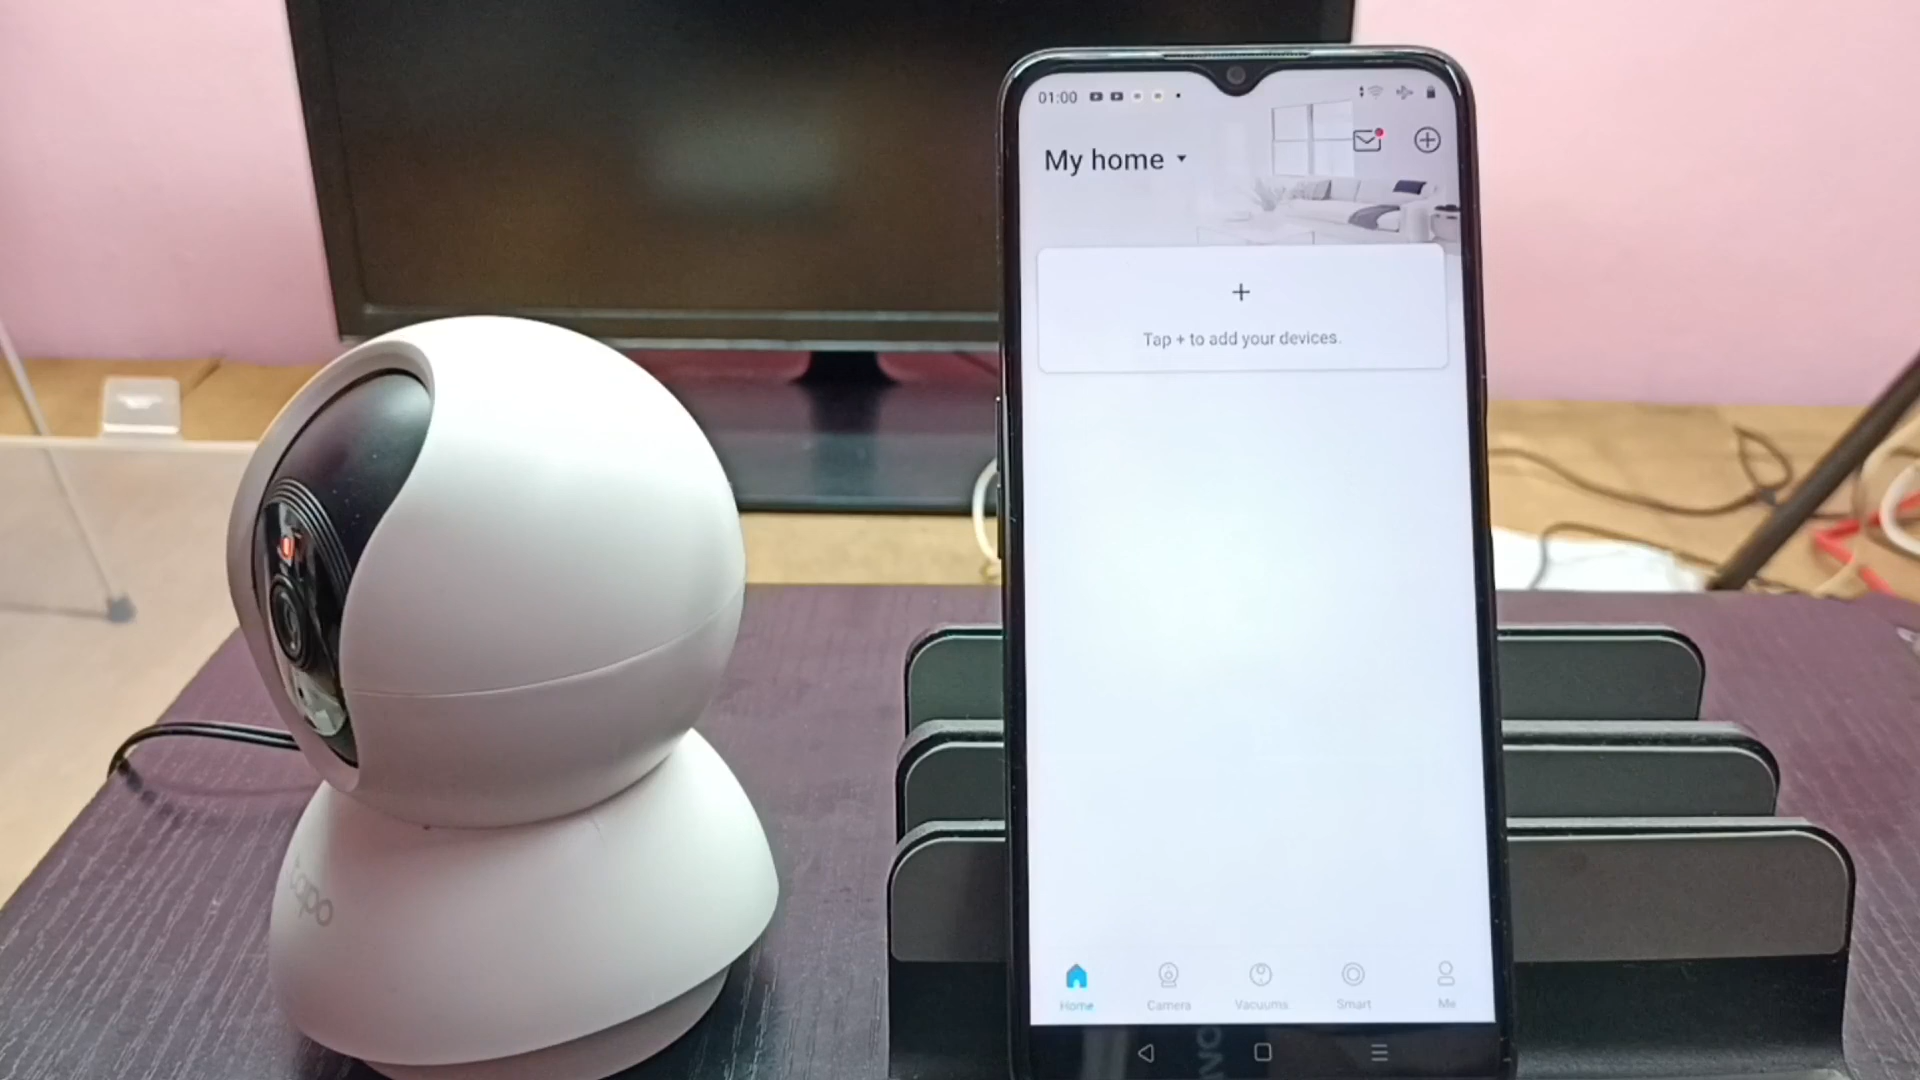 01:00
My home
+
Tap + to add your devices.
Home
Camera
Vacuums
Smart
Me
tapo